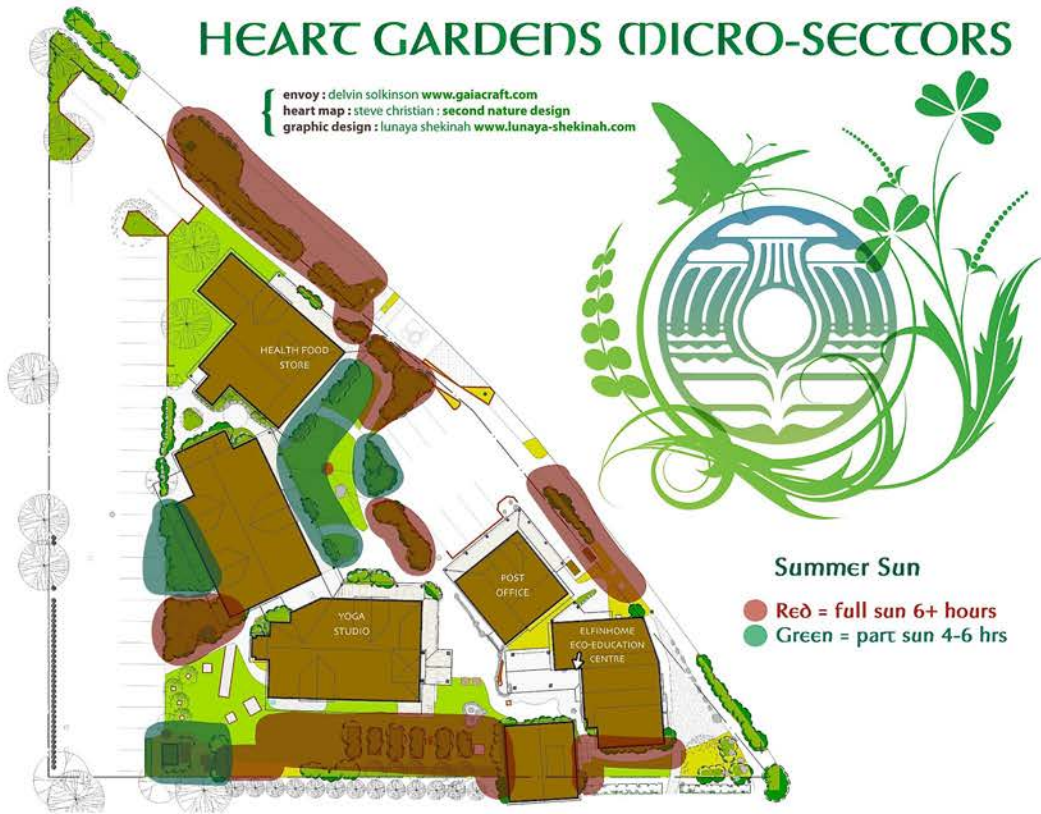 HEART GARDENS MICRO-SECTORS
envoy : delvin solkinson www.gaiacraft.com
heart map : steve christian : second nature design
graphic design : lunaya shekinah www.lunaya-shekinah.com
HEALTH FOOD
STORE
POST
OFFICE
YOGA
STUDIO
ELFINHOME
ECO-EDUCATION
CENTRE
Summer Sun
Red = full sun 6+ hours
Green = part sun 4-6 hrs